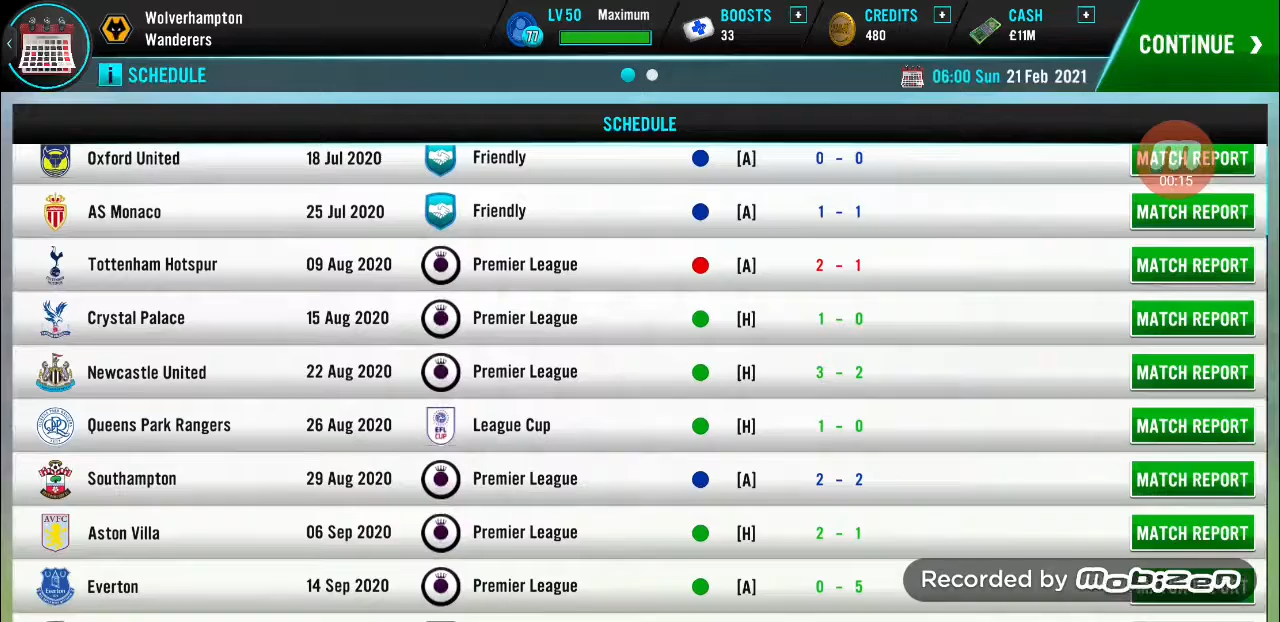 Wolverhampton
Wanderers
77
LV 50 Maximum
BOOSTS
33
CREDITS
480
CASH
£11M
CONTINUE
i SCHEDULE
06:00 Sun 21 Feb 2021
SCHEDULE
Oxford United 18 Jul 2020 Friendly [A] 0 - 0 MATCH REPORT
00:15
AS Monaco 25 Jul 2020 Friendly [A] 1 - 1 MATCH REPORT
Tottenham Hotspur 09 Aug 2020 Premier League [A] 2 - 1 MATCH REPORT
Crystal Palace 15 Aug 2020 Premier League [H] 1 - 0 MATCH REPORT
Newcastle United 22 Aug 2020 Premier League [H] 3 - 2 MATCH REPORT
Queens Park Rangers 26 Aug 2020 EFL CUP League Cup [H] 1 - 0 MATCH REPORT
Southampton 29 Aug 2020 Premier League [A] 2 - 2 MATCH REPORT
AVFC Aston Villa 06 Sep 2020 Premier League [H] 2 - 1 MATCH REPORT
Everton Everton 14 Sep 2020 Premier League [A] 0 - 5
Recorded by Mobizen